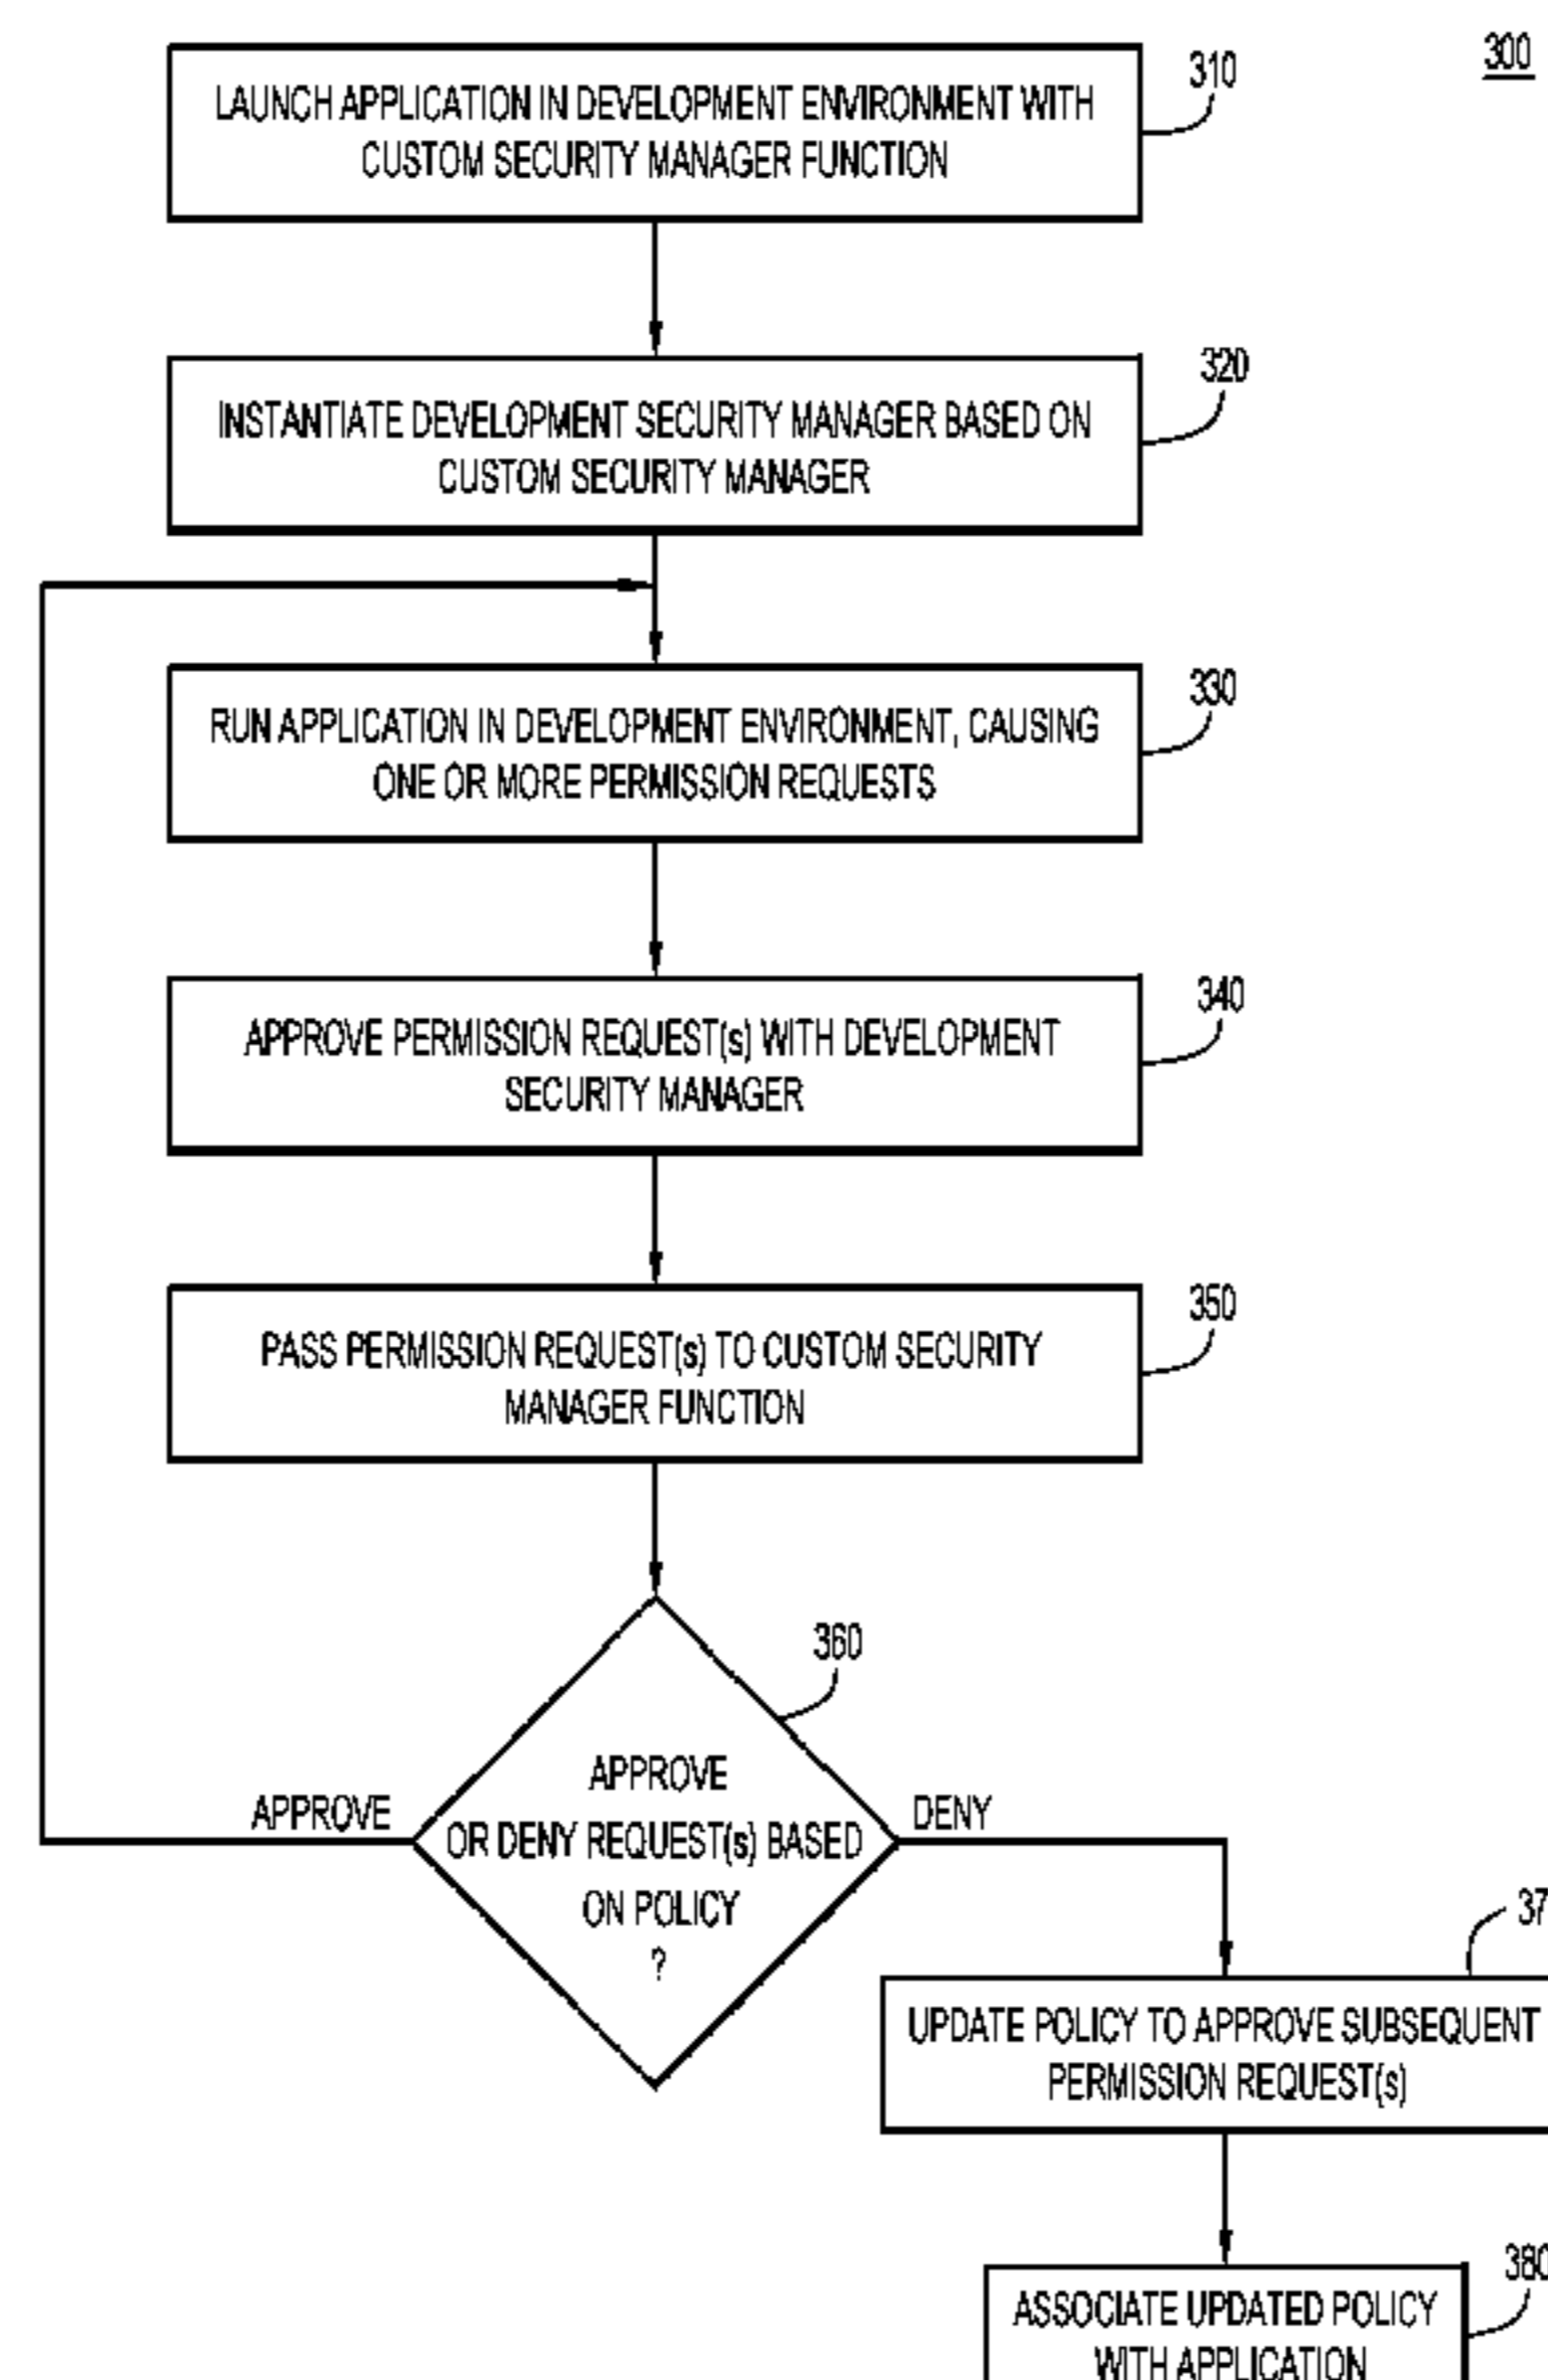 300
310
LAUNCH APPLICATION IN DEVELOPMENT ENVIRONMENT WITH
CUSTOM SECURITY MANAGER FUNCTION
320
INSTANTIATE DEVELOPMENT SECURITY MANAGER BASED ON
CUSTOM SECURITY MANAGER
330
RUN APPLICATION IN DEVELOPMENT ENVIRONMENT, CAUSING
ONE OR MORE PERMISSION REQUESTS
340
APPROVE PERMISSION REQUEST(s) WITH DEVELOPMENT
SECURITY MANAGER
350
PASS PERMISSION REQUEST(s) TO CUSTOM SECURITY
MANAGER FUNCTION
360
APPROVE
OR DENY REQUEST(s) BASED
ON POLICY
?
APPROVE
DENY
37
UPDATE POLICY TO APPROVE SUBSEQUENT
PERMISSION REQUEST(s)
380
ASSOCIATE UPDATED POLICY
WITH APPLICATION